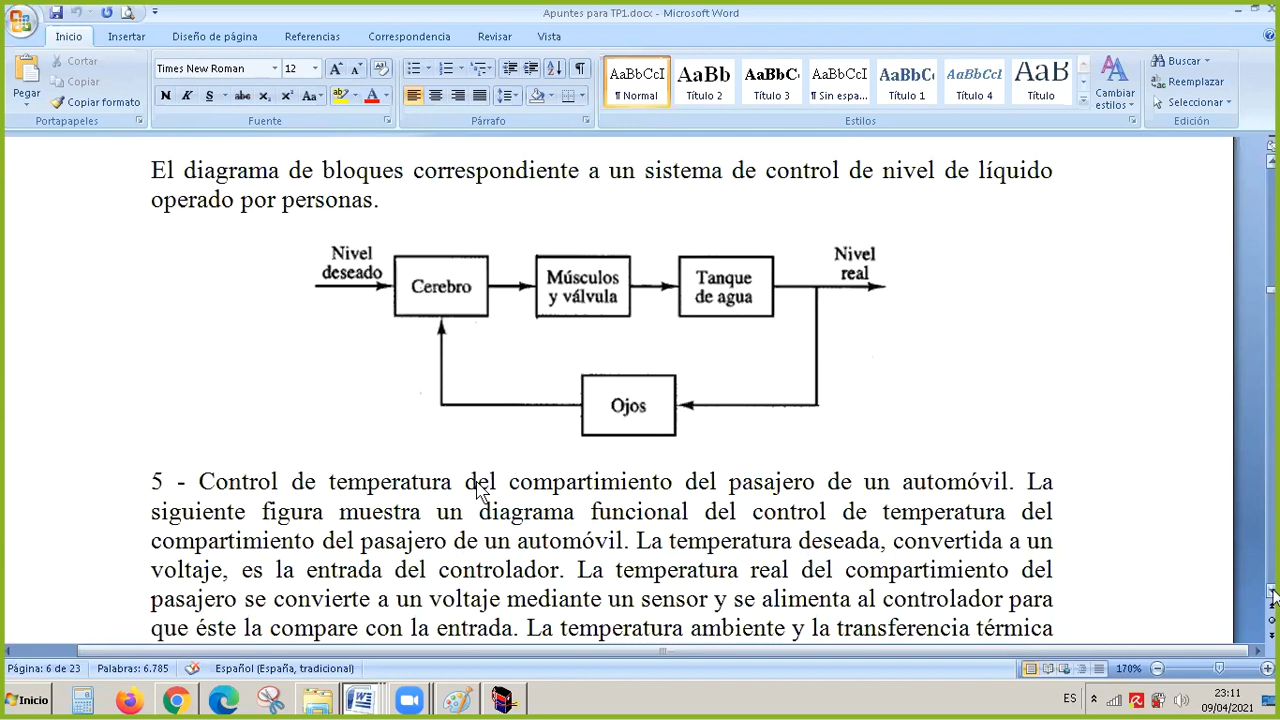 Apuntes para TP1.docx - Microsoft Word
Inicio Insertar Diseño de página Referencias Correspondencia Revisar Vista
Pegar
Cortar
Copiar
Copiar formato
Portapapeles
Times New Roman 12
N K S abc x₂ x² Aa
Fuente
Párrafo
AaBbCcI AaBb AaBbC AaBbCcI AaBbCc AaBbCcI AaB
¶ Normal Título 2 Título 3 ¶ Sin espa... Título 1 Título 4 Título
Cambiar estilos
Estilos
Buscar
Reemplazar
Seleccionar
Edición
El diagrama de bloques correspondiente a un sistema de control de nivel de líquido
operado por personas.
Nivel
deseado
Cerebro
Músculos
y válvula
Tanque
de agua
Nivel
real
Ojos
5 - Control de temperatura del compartimiento del pasajero de un automóvil. La
siguiente figura muestra un diagrama funcional del control de temperatura del
compartimiento del pasajero de un automóvil. La temperatura deseada, convertida a un
voltaje, es la entrada del controlador. La temperatura real del compartimiento del
pasajero se convierte a un voltaje mediante un sensor y se alimenta al controlador para
que éste la compare con la entrada. La temperatura ambiente y la transferencia térmica
Página: 6 de 23 Palabras: 6.785 Español (España, tradicional) 170%
Inicio
ES
23:11
09/04/2021